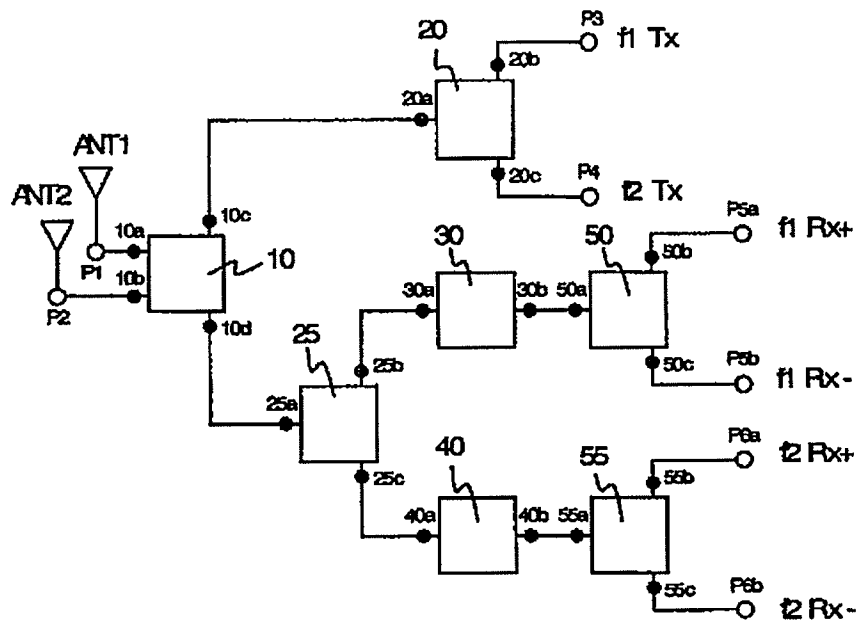 20
P3
f1 Tx
20b
20a
ANT1
P4
20c
f2 Tx
ANT2
10a
10c
P5a
f1 Rx+
30
50
50b
P1
10
10b
P2
10d
30a
30b
50a
25
25b
50c
P5b
f1 Rx-
25a
P6a
f2 Rx+
40
55
55b
25c
40a
40b
55a
55c
P6b
f2 Rx-